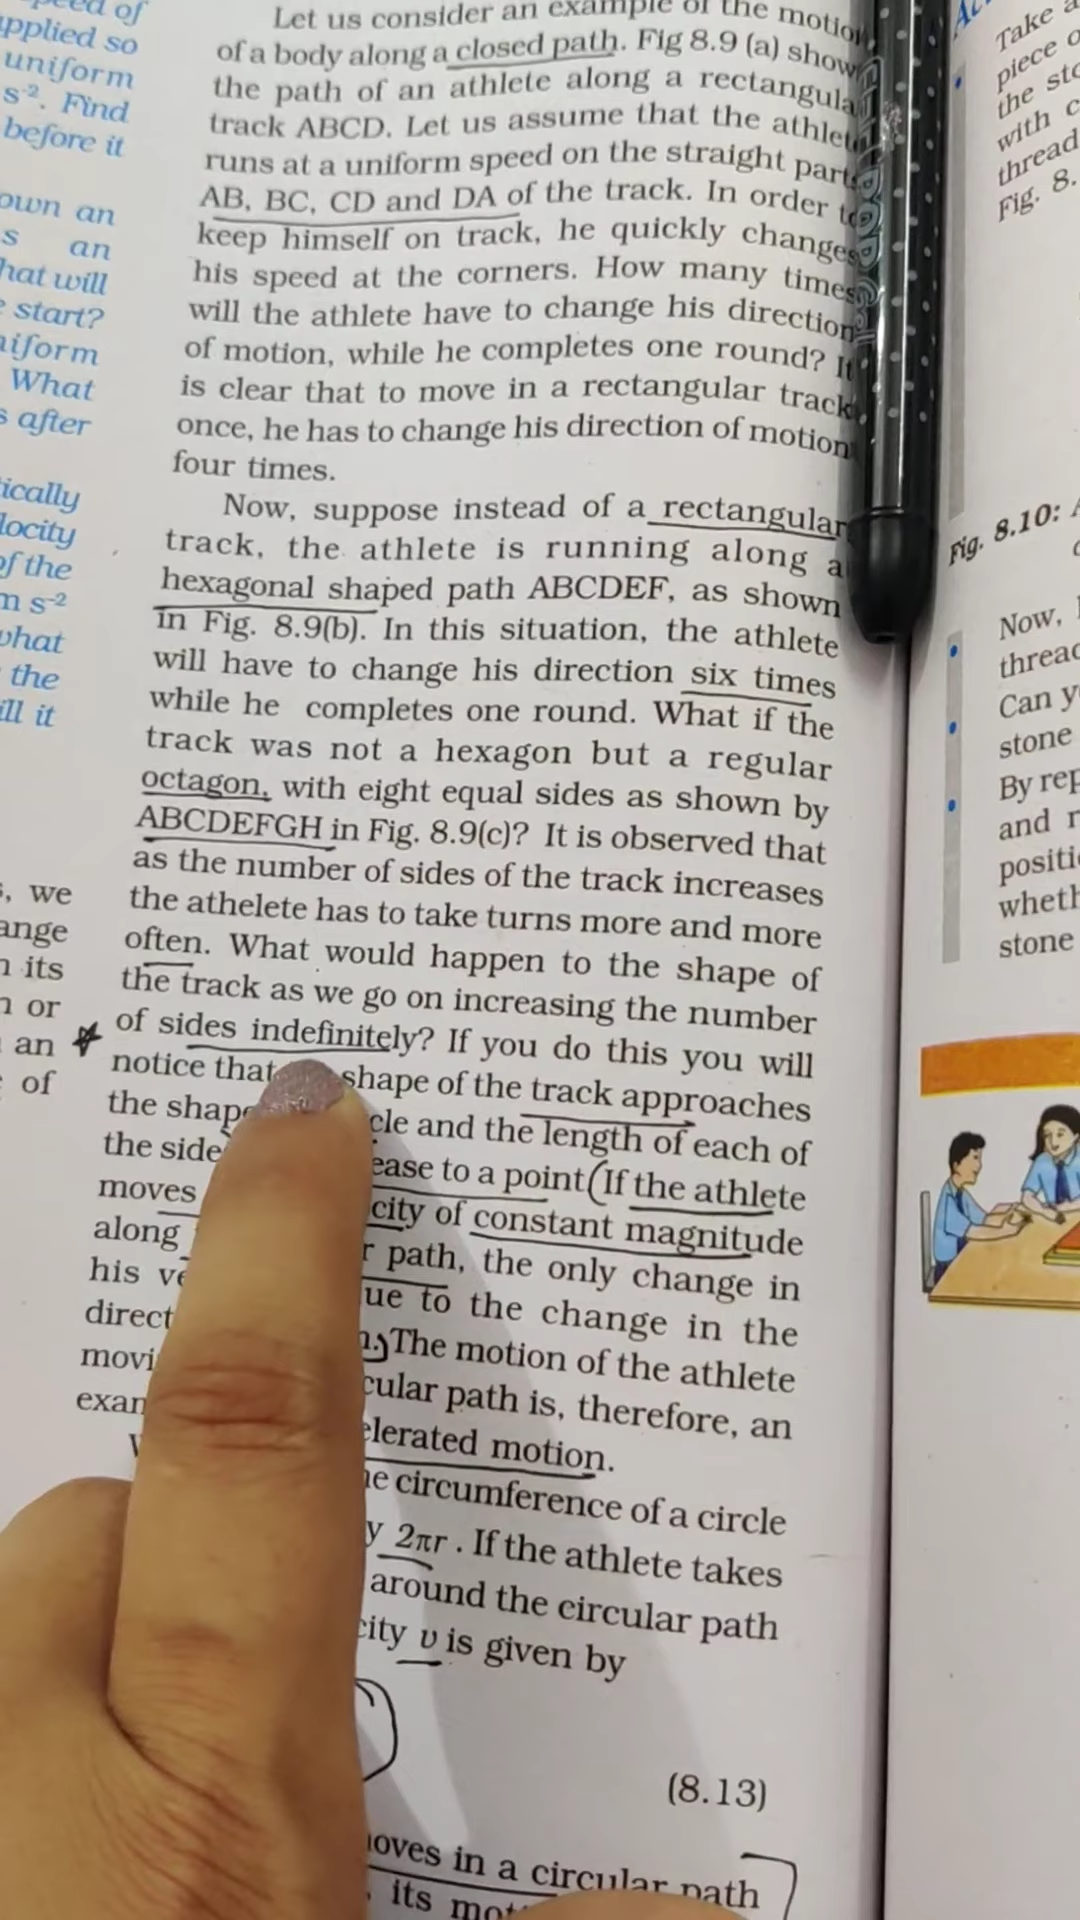 peed of
applied so
uniform
s⁻². Find
before it
own an
s an
hat will
start?
niform
What
s after
ically
locity
of the
m s⁻²
what
the
ill it
s, we
ange
n its
n or
an
of
Let us consider an example of the motion
of a body along a closed path. Fig 8.9 (a) show
the path of an athlete along a rectangula
track ABCD. Let us assume that the athlet
runs at a uniform speed on the straight part
AB, BC, CD and DA of the track. In order to
keep himself on track, he quickly changes
his speed at the corners. How many times
will the athlete have to change his direction
of motion, while he completes one round? It
is clear that to move in a rectangular track
once, he has to change his direction of motion
four times.
Now, suppose instead of a rectangular
track, the athlete is running along a
hexagonal shaped path ABCDEF, as shown
in Fig. 8.9(b). In this situation, the athlete
will have to change his direction six times
while he completes one round. What if the
track was not a hexagon but a regular
octagon, with eight equal sides as shown by
ABCDEFGH in Fig. 8.9(c)? It is observed that
as the number of sides of the track increases
the athelete has to take turns more and more
often. What would happen to the shape of
the track as we go on increasing the number
of sides indefinitely? If you do this you will
notice that shape of the track approaches
the shap cle and the length of each of
the side ease to a point (If the athlete
moves city of constant magnitude
along r path, the only change in
his ve ue to the change in the
direct n.) The motion of the athlete
movi cular path is, therefore, an
exam elerated motion.
he circumference of a circle
y 2πr . If the athlete takes
around the circular path
city v is given by
(8.13)
moves in a circular path
its mot
Take a
piece o
the sto
with c
thread
Fig. 8.
Fig. 8.10:
Now,
thread
Can y
stone
By rep
and r
positi
wheth
stone